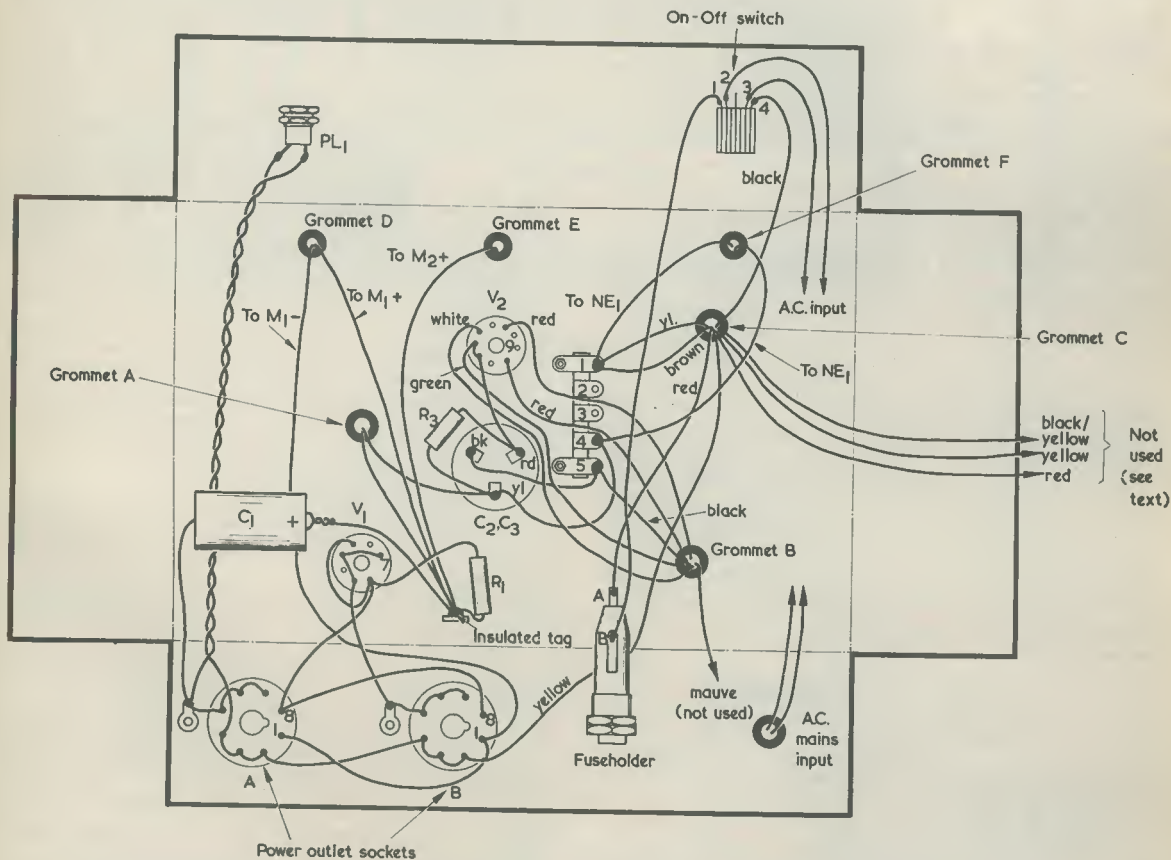 On-Off switch
1
2
3
4
PL1
black
Grommet F
Grommet D
Grommet E
To M2+
To M1+
To M1-
V2
white
red
9
To NE1
yl.
A.C. input
Grommet C
green
brown
1
red
To NE1
Grommet A
2
R3
red
3
bk
rd
4
black/
yellow
yellow
red
Not
used
(see
text)
5
yl
C1
+
V1
C2,C3
black
7
Grommet B
R1
A
Insulated tag
B
yellow
mauve
(not used)
8
1
8
1
A.C.
mains
input
Fuseholder
A
B
Power outlet sockets